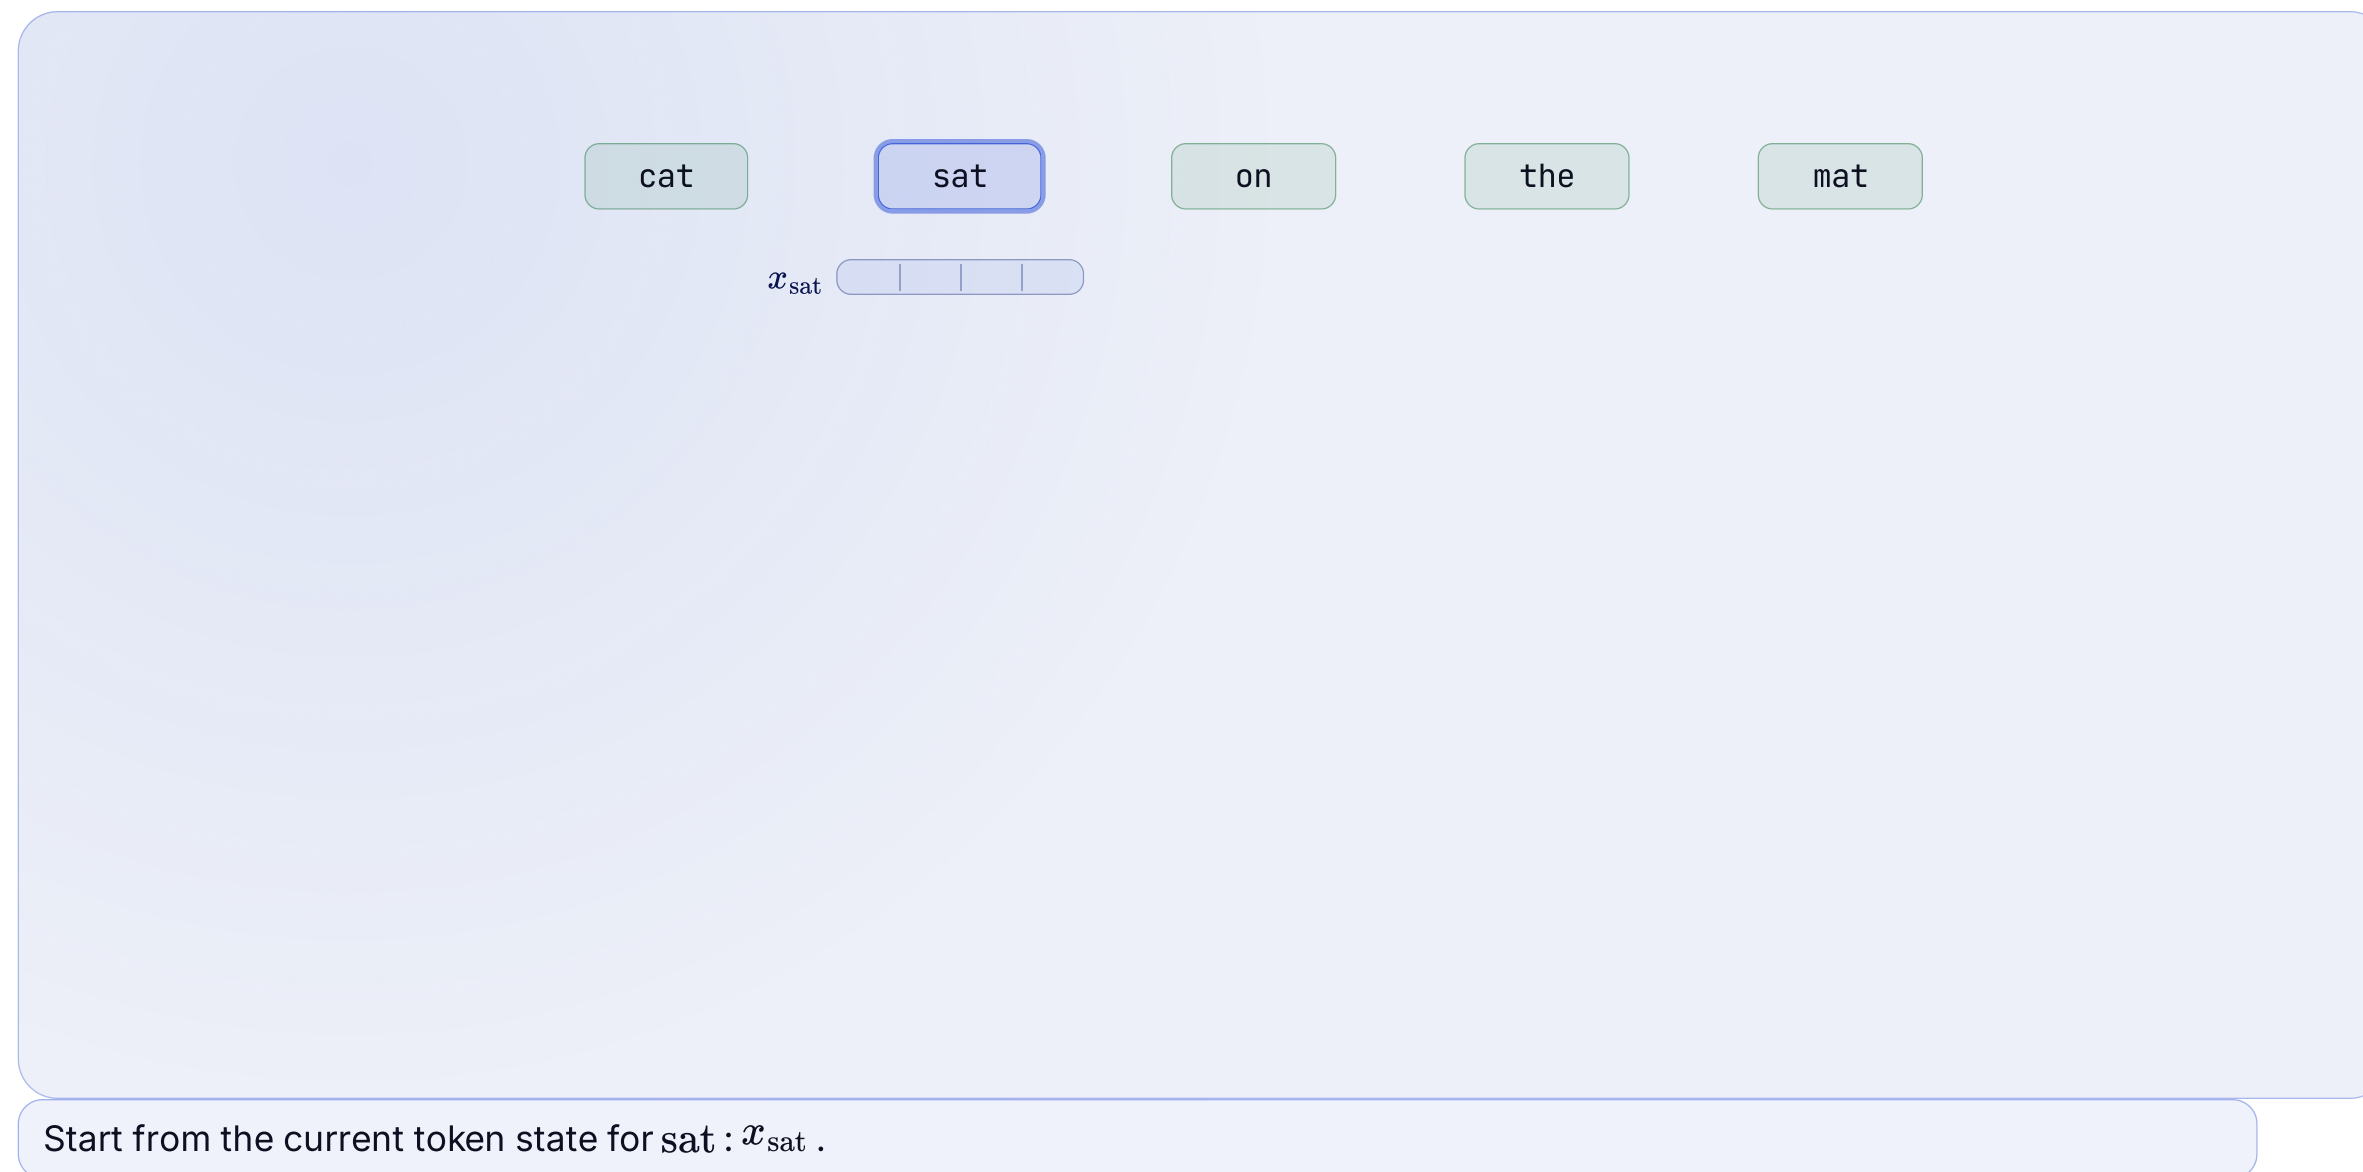 cat sat on the mat
x_sat
Start from the current token state for sat : x_sat .